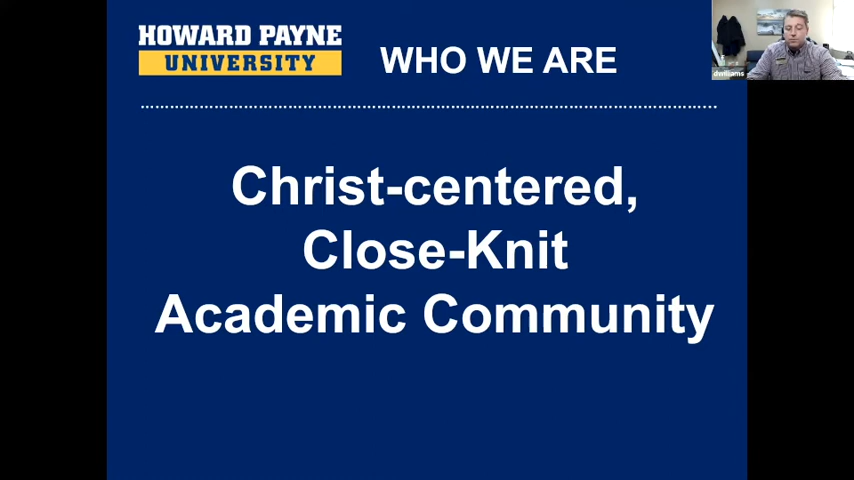 HOWARD PAYNE
UNIVERSITY
WHO WE ARE
Christ-centered,
Close-Knit
Academic Community
dwilliams